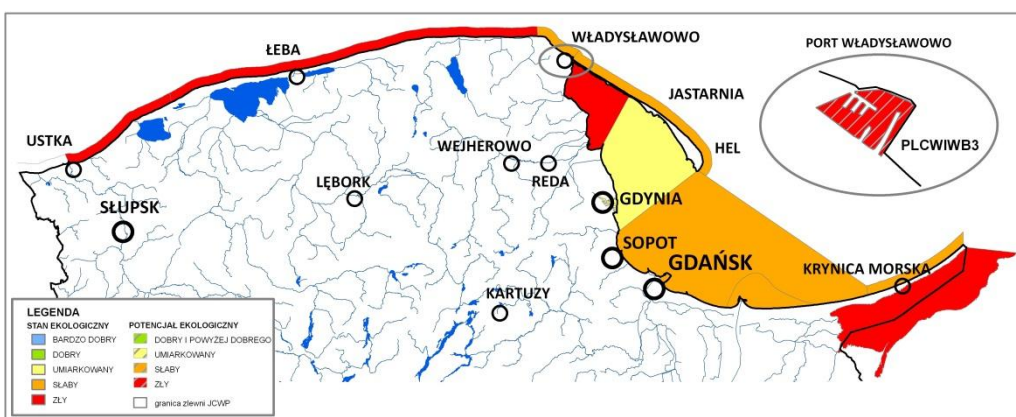 ŁEBA
WŁADYSŁAWOWO
PORT WŁADYSŁAWOWO
JASTARNIA
PLCWIWB3
USTKA
WEJHEROWO
HEL
REDA
LĘBORK
GDYNIA
SŁUPSK
SOPOT
GDAŃSK
KRYNICA MORSKA
KARTUZY
LEGENDA
STAN EKOLOGICZNY
BARDZO DOBRY
DOBRY
UMIARKOWANY
SŁABY
ZŁY
POTENCJAŁ EKOLOGICZNY
DOBRY I POWYŻEJ DOBREGO
UMIARKOWANY
SŁABY
ZŁY
granica zlewni JCWP